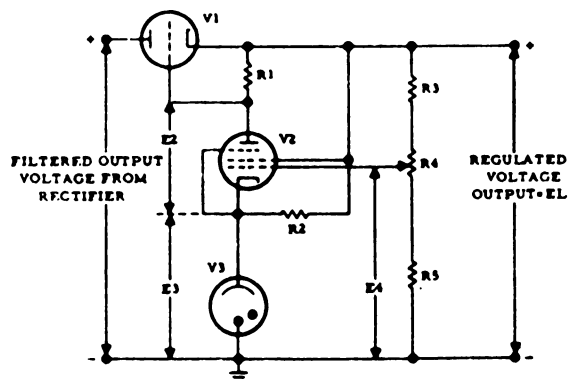 V1
+
+
R1
R3
V2
E2
FILTERED OUTPUT
VOLTAGE FROM
RECTIFIER
R4
REGULATED
VOLTAGE
OUTPUT=EL
R2
V3
E3
E4
R5
-
-